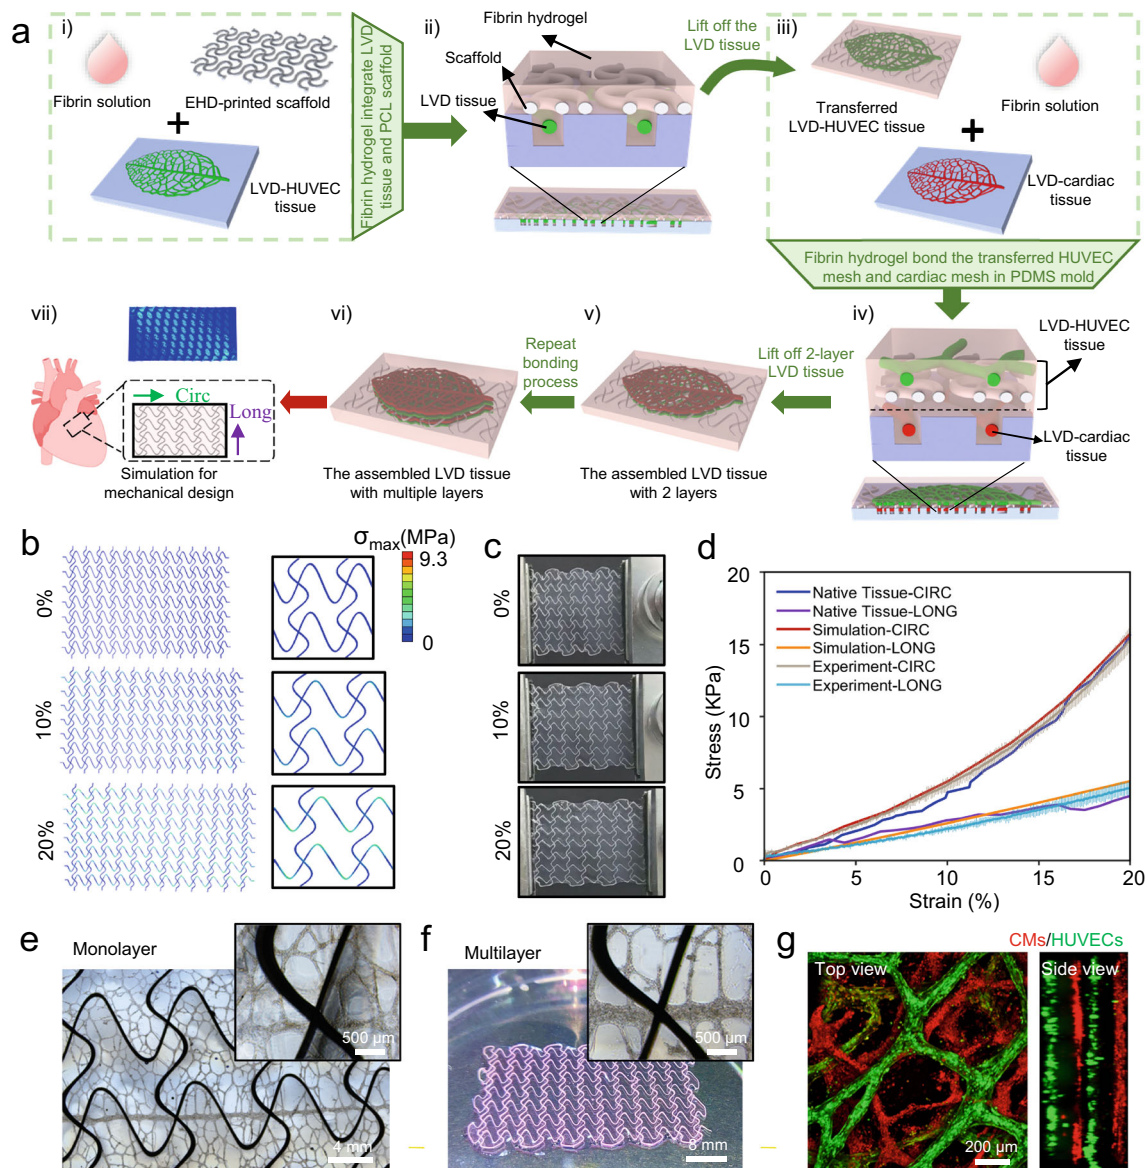 a
i)
Fibrin solution
EHD-printed scaffold
LVD-HUVEC
tissue
Fibrin hydrogel integrate LVD
tissue and PCL scaffold
ii)
Fibrin hydrogel
Scaffold
LVD tissue
Lift off the
LVD tissue
iii)
Transferred
LVD-HUVEC tissue
Fibrin solution
LVD-cardiac
tissue
Fibrin hydrogel bond the transferred HUVEC
mesh and cardiac mesh in PDMS mold
iv)
LVD-HUVEC
tissue
LVD-cardiac
tissue
Lift off 2-layer
LVD tissue
v)
The assembled LVD tissue
with 2 layers
Repeat
bonding
process
vi)
The assembled LVD tissue
with multiple layers
vii)
Circ
Long
Simulation for
mechanical design
b
0%
10%
20%
σmax(MPa)
9.3
0
c
0%
10%
20%
d
Stress (KPa)
20
15
10
5
0
Native Tissue-CIRC
Native Tissue-LONG
Simulation-CIRC
Simulation-LONG
Experiment-CIRC
Experiment-LONG
0
5
10
15
20
Strain (%)
e
Monolayer
500 µm
4 mm
f
Multilayer
500 µm
8 mm
g
CMs/HUVECs
Top view
Side view
200 µm